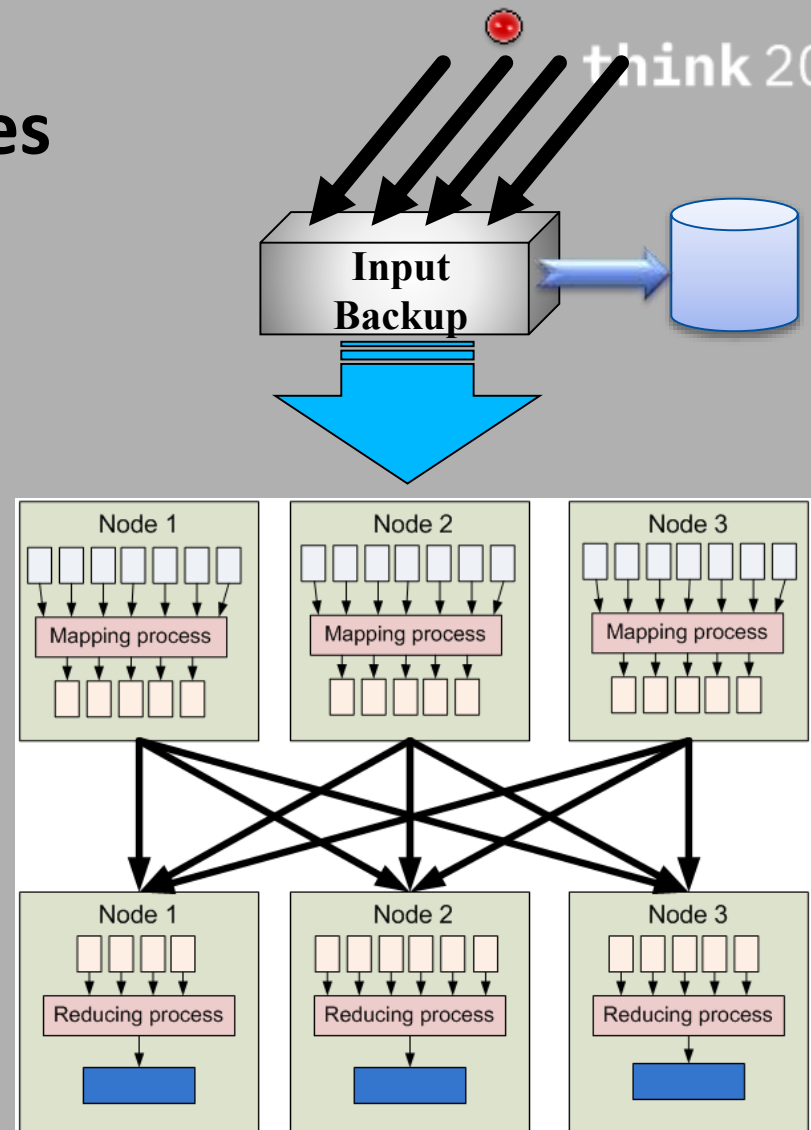 think 20
es
Input
Backup
Node 1
Node 2
Node 3
Mapping process
Mapping process
Mapping process
Node 1
Node 2
Node 3
Reducing process
Reducing process
Reducing process